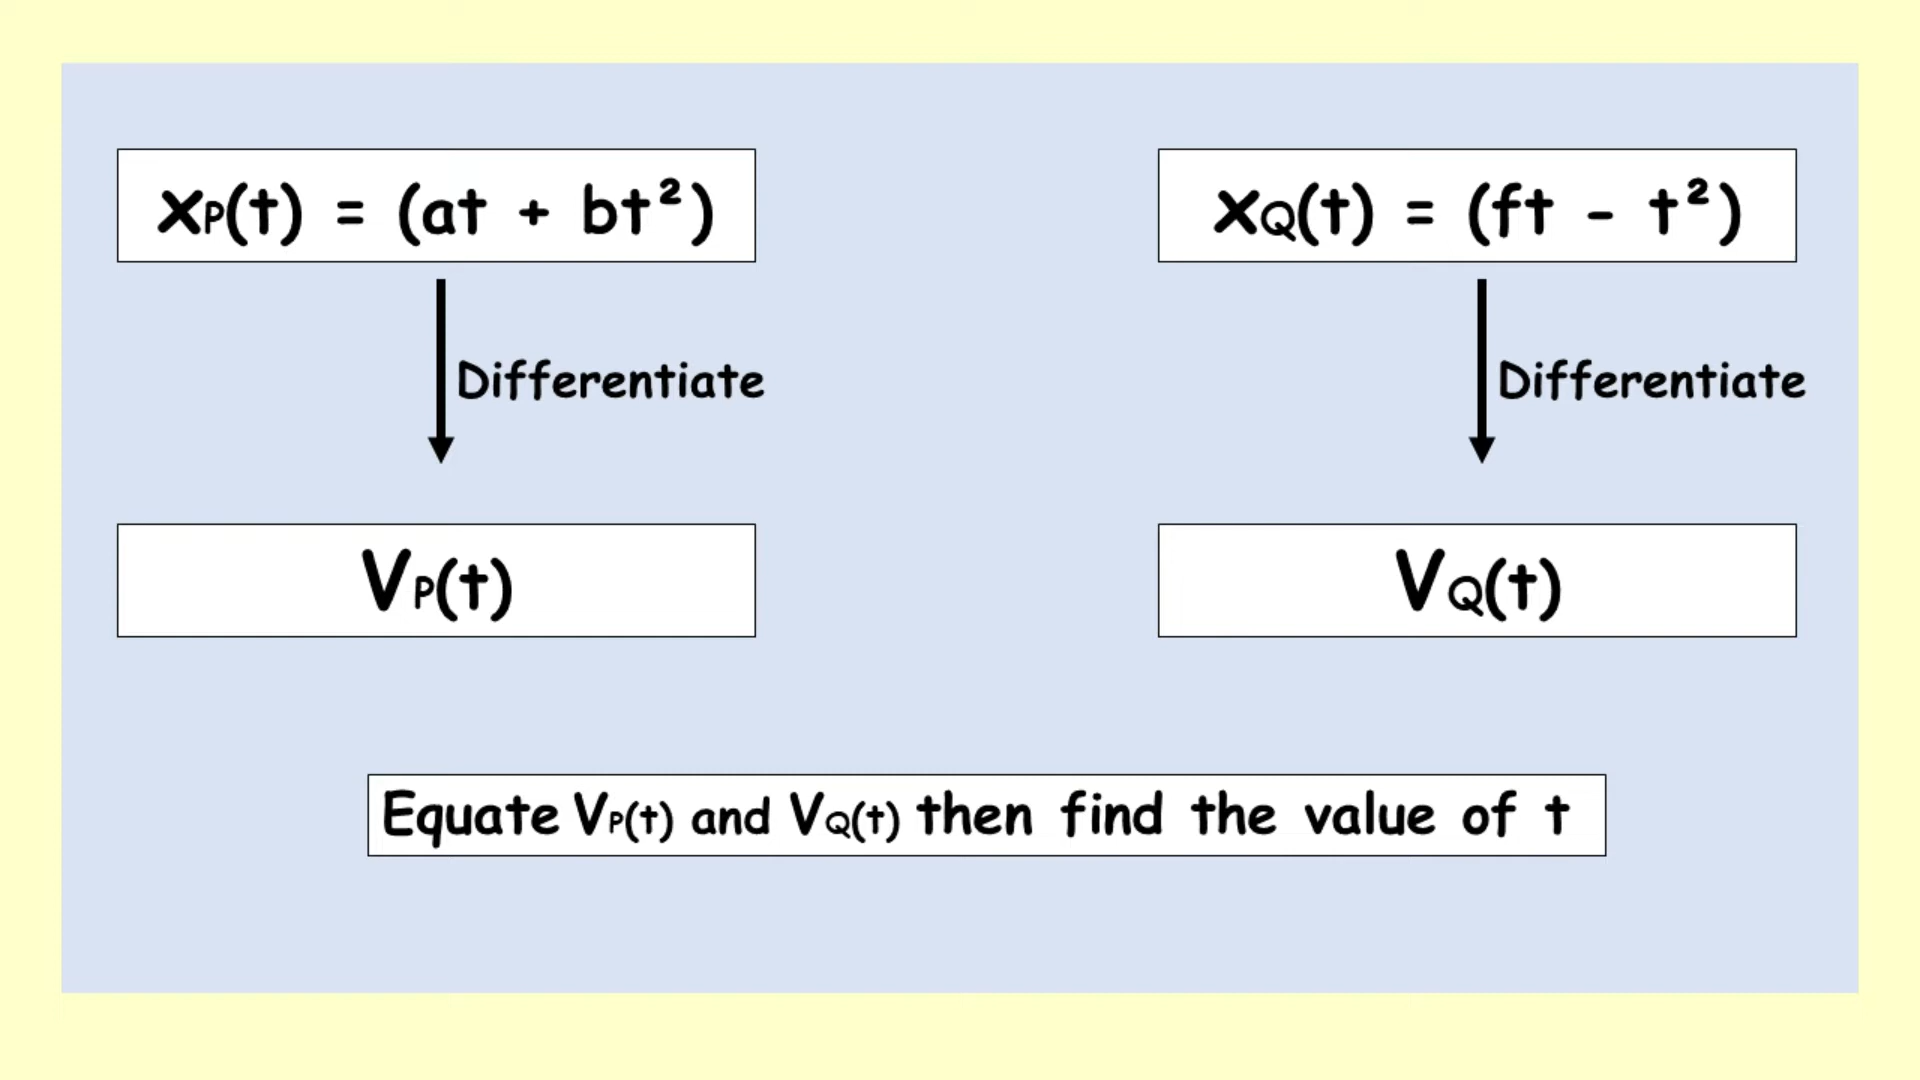 xP(t) = (at + bt²)
xQ(t) = (ft - t²)
Differentiate
Differentiate
VP(t)
VQ(t)
Equate VP(t) and VQ(t) then find the value of t